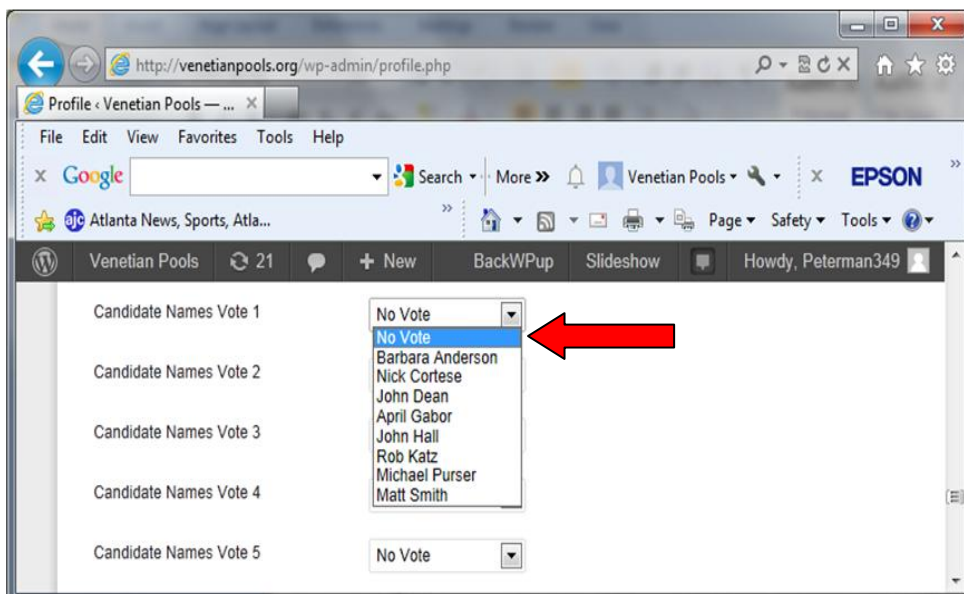 http://venetianpools.org/wp-admin/profile.php
Profile ‹ Venetian Pools — ...
File Edit View Favorites Tools Help
Google Search More » Venetian Pools EPSON
ajc Atlanta News, Sports, Atla... Page Safety Tools
Venetian Pools 21 + New BackWPup Slideshow Howdy, Peterman349
Candidate Names Vote 1 No Vote
No Vote
Barbara Anderson
Candidate Names Vote 2
Nick Cortese
John Dean
April Gabor
Candidate Names Vote 3
John Hall
Rob Katz
Michael Purser
Candidate Names Vote 4
Matt Smith
Candidate Names Vote 5 No Vote